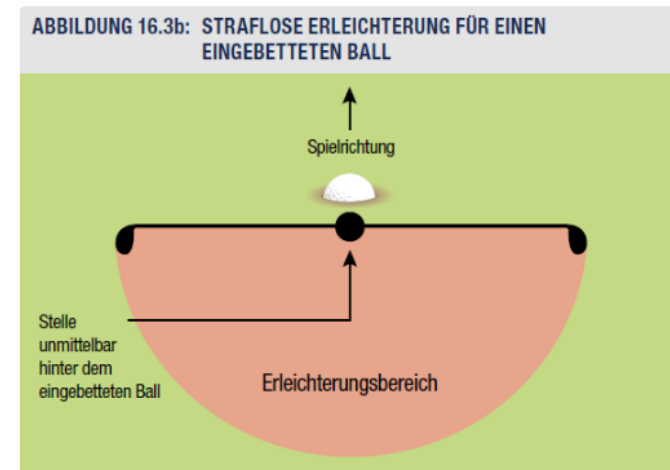 ABBILDUNG 16.3b: STRAFLOSE ERLEICHTERUNG FÜR EINEN
EINGEBETTETEN BALL
Spielrichtung
Stelle
unmittelbar
hinter dem
eingebetteten Ball
Erleichterungsbereich